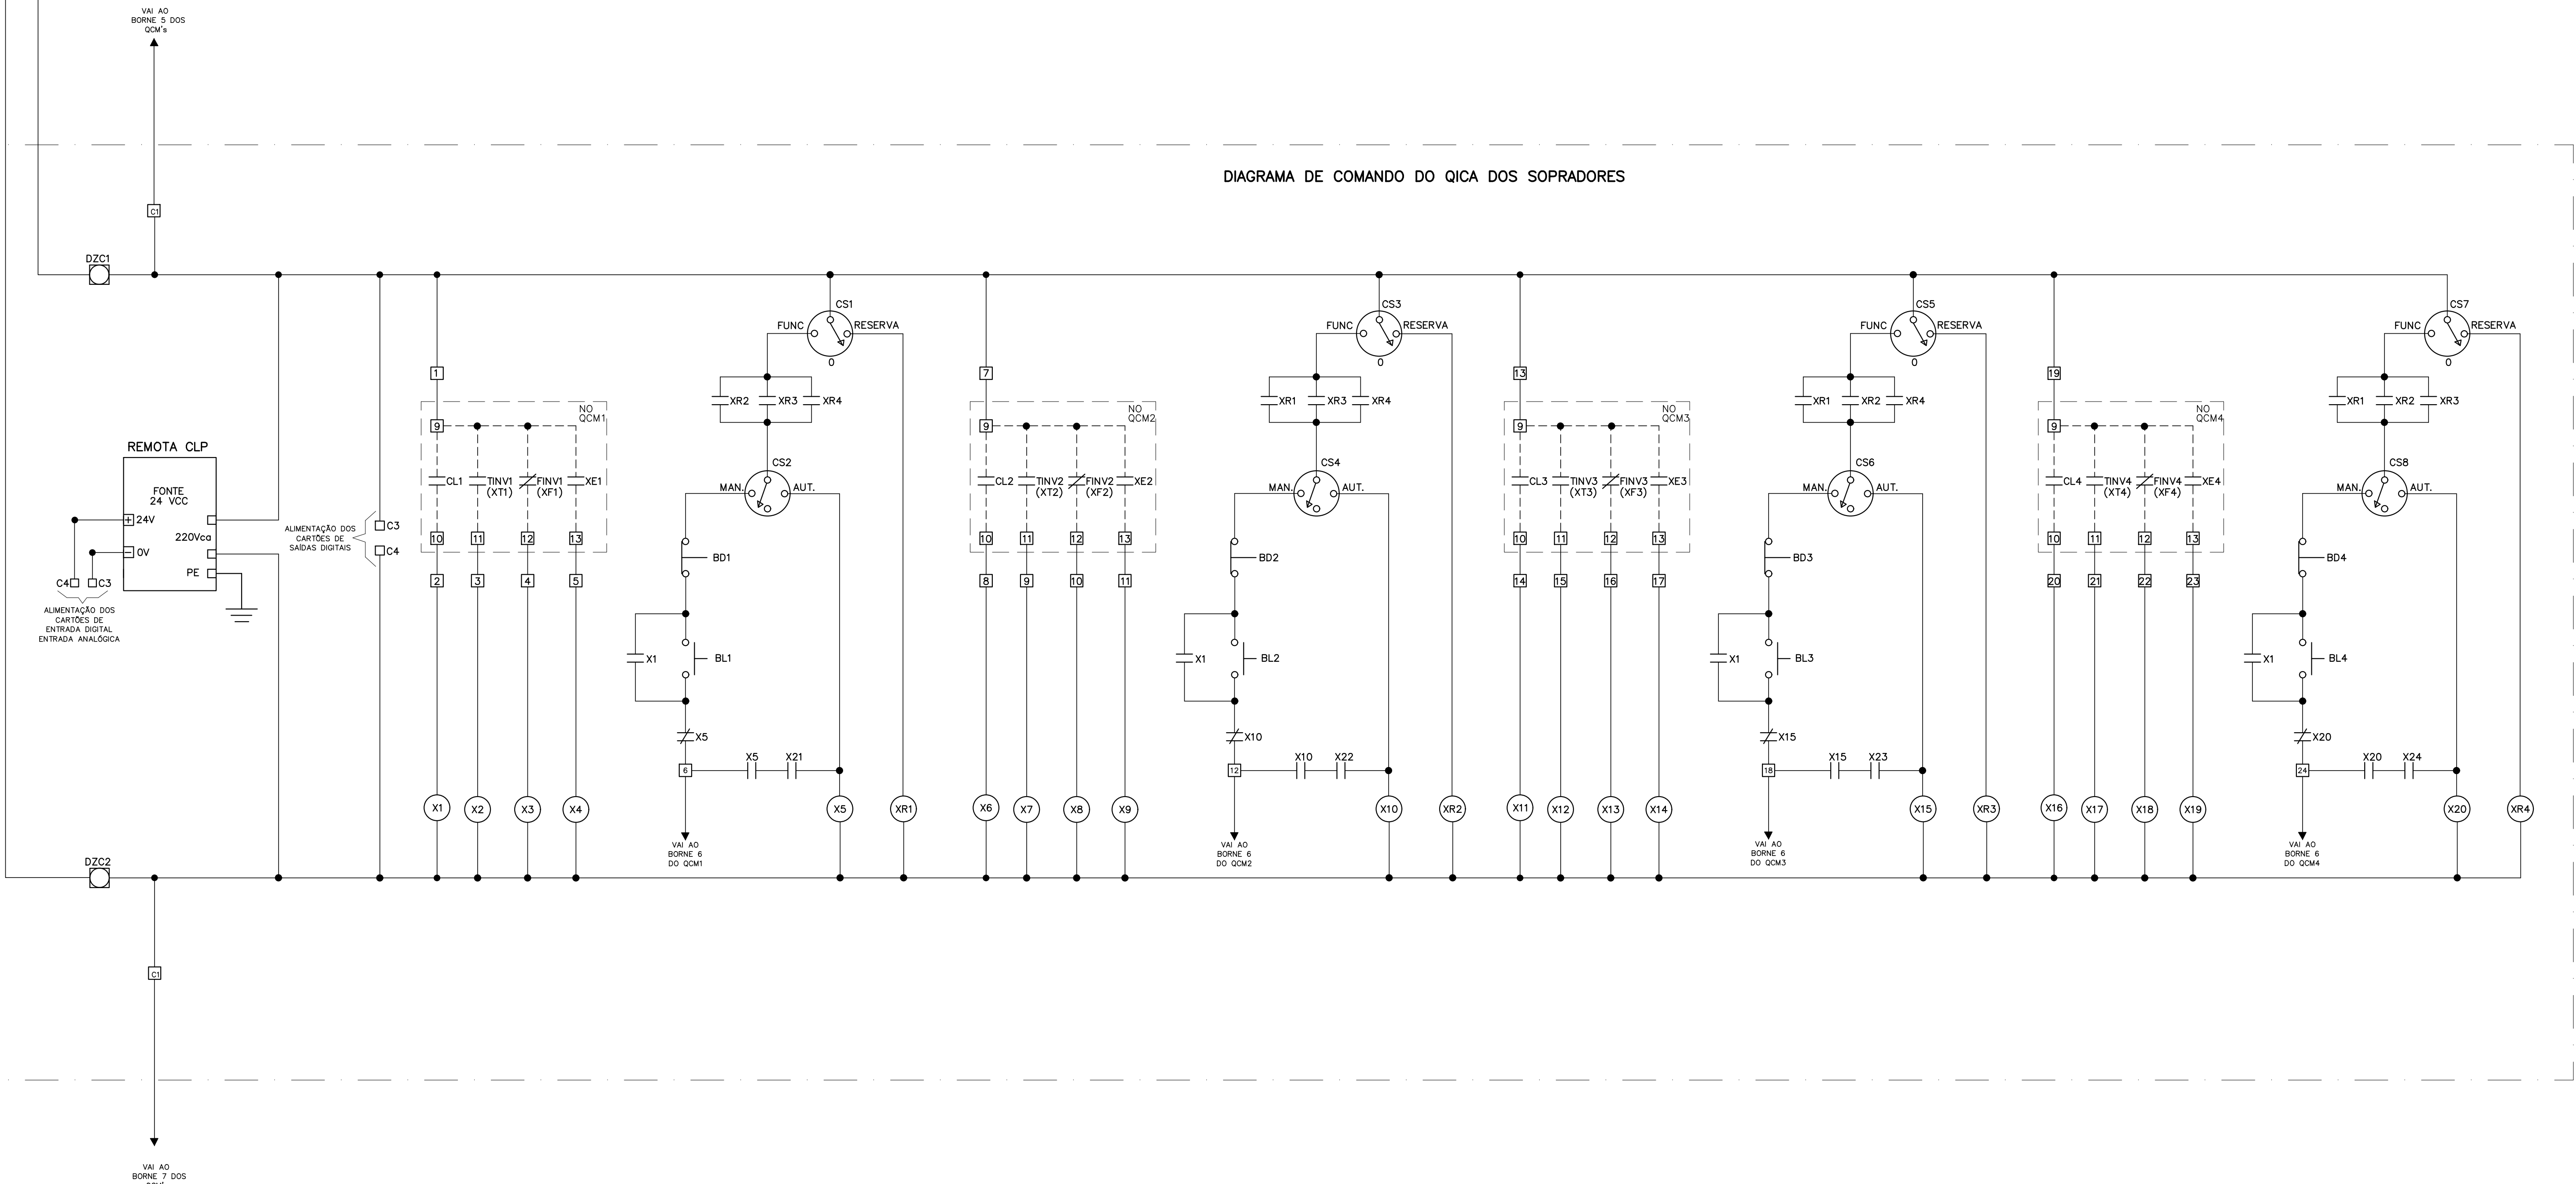 VAI AO
BORNE 5 DOS
QCM's
DIAGRAMA DE COMANDO DO QICA DOS SOPRADORES
C1
DZC1
REMOTA CLP
FONTE
24 VCC
24V
220Vca
0V
PE
C4
C3
ALIMENTAÇÃO DOS
CARTÕES DE
ENTRADA DIGITAL
ENTRADA ANALÓGICA
ALIMENTAÇÃO DOS
CARTÕES DE
SAÍDAS DIGITAIS
C3
C4
1
NO
QCM1
9
CL1
TINV1
(XT1)
FINV1
(XF1)
XE1
10
11
12
13
2
3
4
5
X1
X2
X3
X4
CS1
FUNC
RESERVA
0
XR2
XR3
XR4
CS2
MAN.
AUT.
BD1
X1
BL1
X5
6
X5
X21
X5
XR1
VAI AO
BORNE 6
DO QCM1
7
NO
QCM2
9
CL2
TINV2
(XT2)
FINV2
(XF2)
XE2
10
11
12
13
8
9
10
11
X6
X7
X8
X9
CS3
FUNC
RESERVA
0
XR1
XR3
XR4
CS4
MAN.
AUT.
BD2
X1
BL2
X10
12
X10
X22
X10
XR2
VAI AO
BORNE 6
DO QCM2
13
NO
QCM3
9
CL3
TINV3
(XT3)
FINV3
(XF3)
XE3
10
11
12
13
14
15
16
17
X11
X12
X13
X14
CS5
FUNC
RESERVA
0
XR1
XR2
XR4
CS6
MAN.
AUT.
BD3
X1
BL3
X15
18
X15
X23
X15
XR3
VAI AO
BORNE 6
DO QCM3
19
NO
QCM4
9
CL4
TINV4
(XT4)
FINV4
(XF4)
XE4
10
11
12
13
20
21
22
23
X16
X17
X18
X19
CS7
FUNC
RESERVA
0
XR1
XR2
XR3
CS8
MAN.
AUT.
BD4
X1
BL4
X20
24
X20
X24
X20
XR4
VAI AO
BORNE 6
DO QCM4
DZC2
C1
VAI AO
BORNE 7 DOS